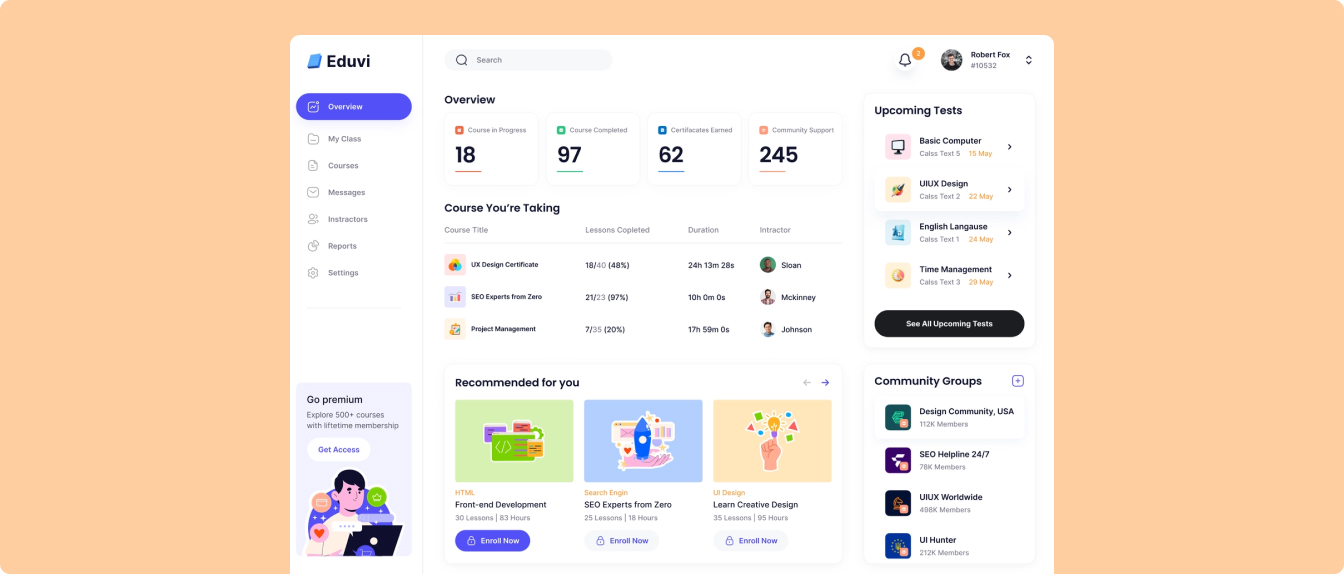 Eduvi
Overview
My Class
Courses
Messages
Instractors
Reports
Settings
Go premium
Explore 500+ courses
with liftetime membership
Get Access
Search
2
Robert Fox
#10532
Overview
Course in Progress
18
Course Completed
97
Certifacates Earned
62
Community Support
245
Course You're Taking
Course Title Lessons Copleted Duration Intractor
UX Design Certificate 18/40 (48%) 24h 13m 28s Sloan
SEO Experts from Zero 21/23 (97%) 10h 0m 0s Mckinney
Project Management 7/35 (20%) 17h 59m 0s Johnson
Recommended for you
HTML
Front-end Development
30 Lessons | 83 Hours
Enroll Now
Search Engin
SEO Experts from Zero
25 Lessons | 18 Hours
Enroll Now
UI Design
Learn Creative Design
35 Lessons | 95 Hours
Enroll Now
Upcoming Tests
Basic Computer
Calss Text 5 15 May
UIUX Design
Calss Text 2 22 May
English Langause
Calss Text 1 24 May
Time Management
Calss Text 3 29 May
See All Upcoming Tests
Community Groups
Design Community, USA
112K Members
SEO Helpline 24/7
78K Members
UIUX Worldwide
498K Members
UI Hunter
212K Members